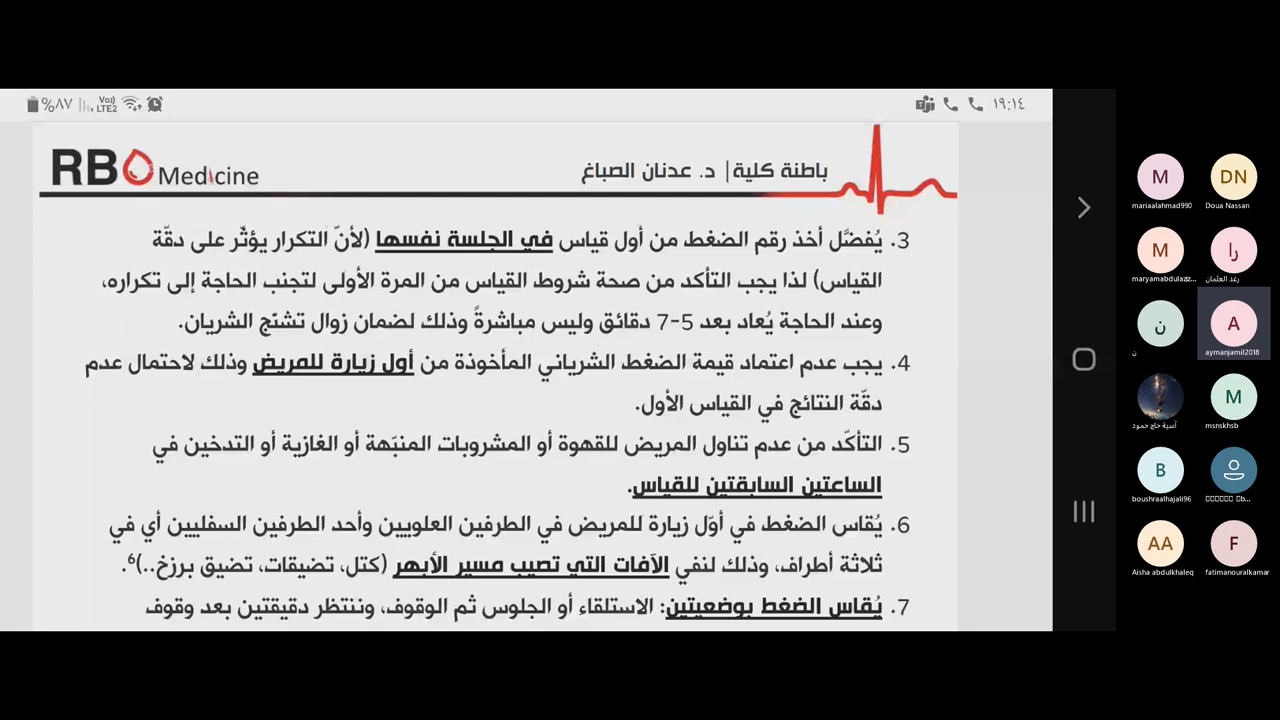 %٨٧
Vo)
LTE2
١٩:١٤
RB Medicine
باطنة كلية| د. عدنان الصباغ
3. يُفضَّل أخذ رقم الضغط من أول قياس في الجلسة نفسها (لأنّ التكرار يؤثّر على دقّة
القياس) لذا يجب التأكد من صحة شروط القياس من المرة الأولى لتجنب الحاجة إلى تكراره،
وعند الحاجة يُعاد بعد 5-7 دقائق وليس مباشرةً وذلك لضمان زوال تشنّج الشريان.
4. يجب عدم اعتماد قيمة الضغط الشرياني المأخوذة من أول زيارة للمريض وذلك لاحتمال عدم
دقّة النتائج في القياس الأول.
5. التأكّد من عدم تناول المريض للقهوة أو المشروبات المنبّهة أو الغازية أو التدخين في
الساعتين السابقتين للقياس.
6. يُقاس الضغط في أوّل زيارة للمريض في الطرفين العلويين وأحد الطرفين السفليين أي في
ثلاثة أطراف، وذلك لنفي الآفات التي تصيب مسير الأبهر (كتل، تضيقات، تضيق برزخ..)⁶.
7. يُقاس الضغط بوضعيتين: الاستلقاء أو الجلوس ثم الوقوف، وننتظر دقيقتين بعد وقوف
M
DN
mariaalahmad990
Doua Nassan
M
را
maryamabdulaziz...
رغد العثمان
ن
A
ن
aymanjamil2018
M
آسية حاج حمود
msnskhsb
B
boushraalhajali96
AA
F
Aisha abdulkhaleq
fatimanouralkamar